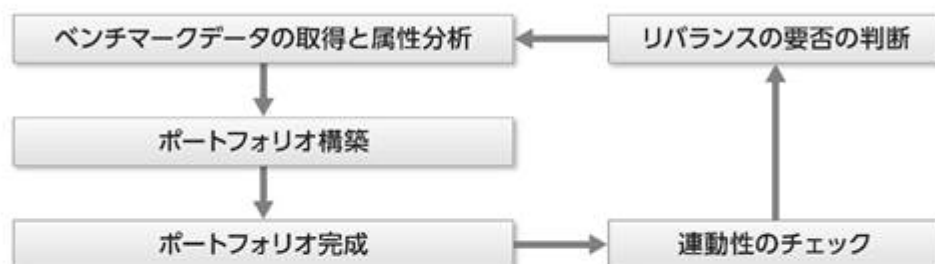 ベンチマークデータの取得と属性分析
リバランスの要否の判断
ポートフォリオ構築
ポートフォリオ完成
連動性のチェック